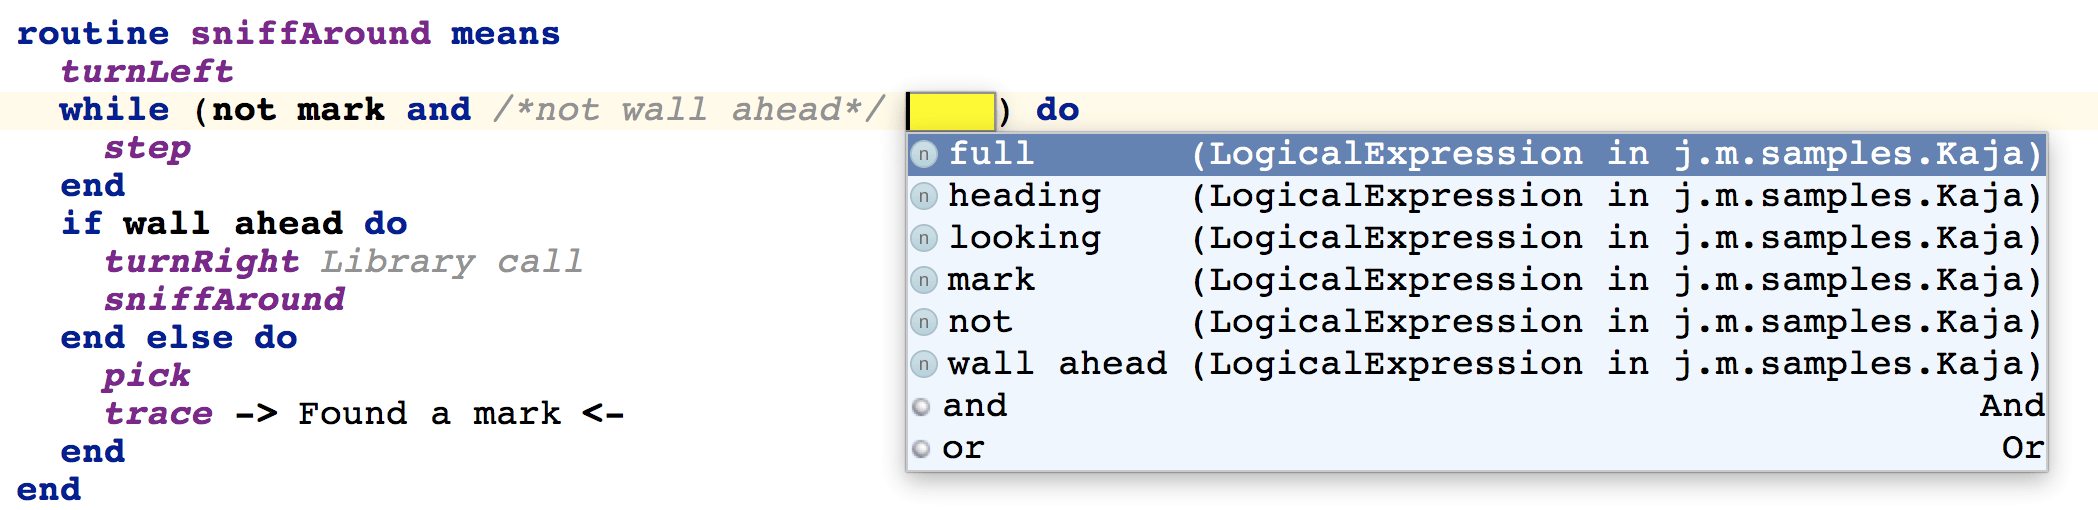 routine sniffAround means
turnLeft
while (not mark and /*not wall ahead*/ ) do
step
end
if wall ahead do
turnRight Library call
sniffAround
end else do
pick
trace -> Found a mark <-
end
end
n full (LogicalExpression in j.m.samples.Kaja)
n heading (LogicalExpression in j.m.samples.Kaja)
n looking (LogicalExpression in j.m.samples.Kaja)
n mark (LogicalExpression in j.m.samples.Kaja)
n not (LogicalExpression in j.m.samples.Kaja)
n wall ahead (LogicalExpression in j.m.samples.Kaja)
and And
or Or